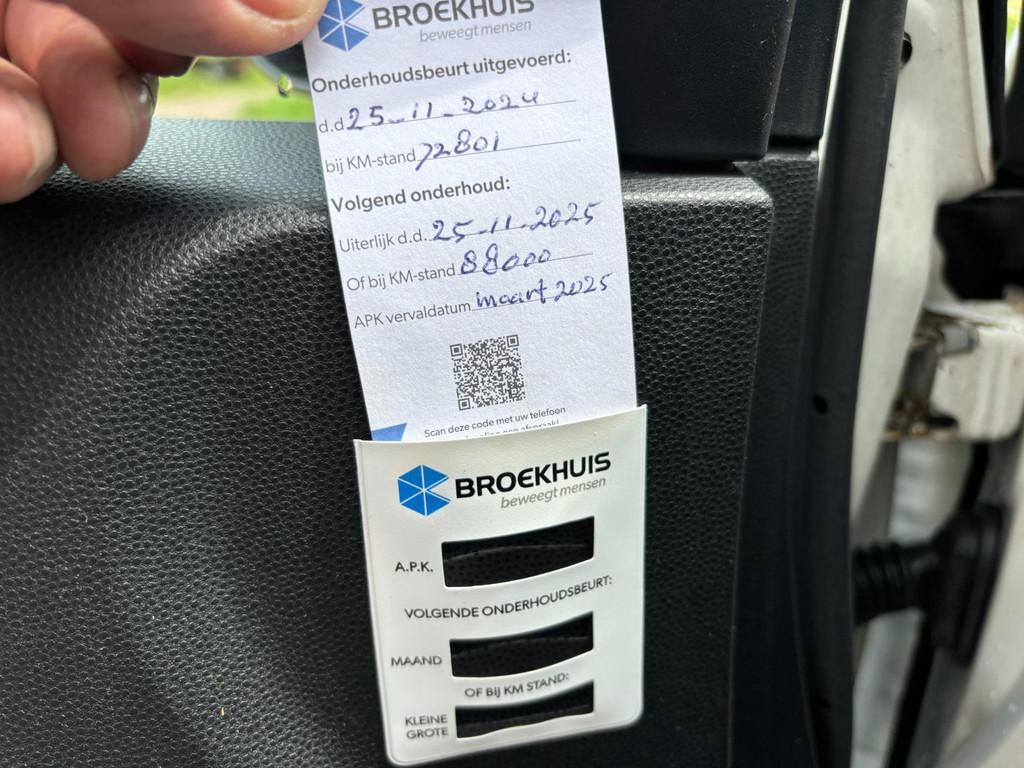 BROEKHUIS
beweegt mensen
Onderhoudsbeurt uitgevoerd:
d.d 25-11-2024
bij KM-stand 72801
Volgend onderhoud:
Uiterlijk d.d. 25-11-2025
Of bij KM-stand 88000
APK vervaldatum maart 2025
Scan deze code met uw telefoon
BROEKHUIS
beweegt mensen
A.P.K.
VOLGENDE ONDERHOUDSBEURT:
MAAND
OF BIJ KM STAND:
KLEINE
GROTE